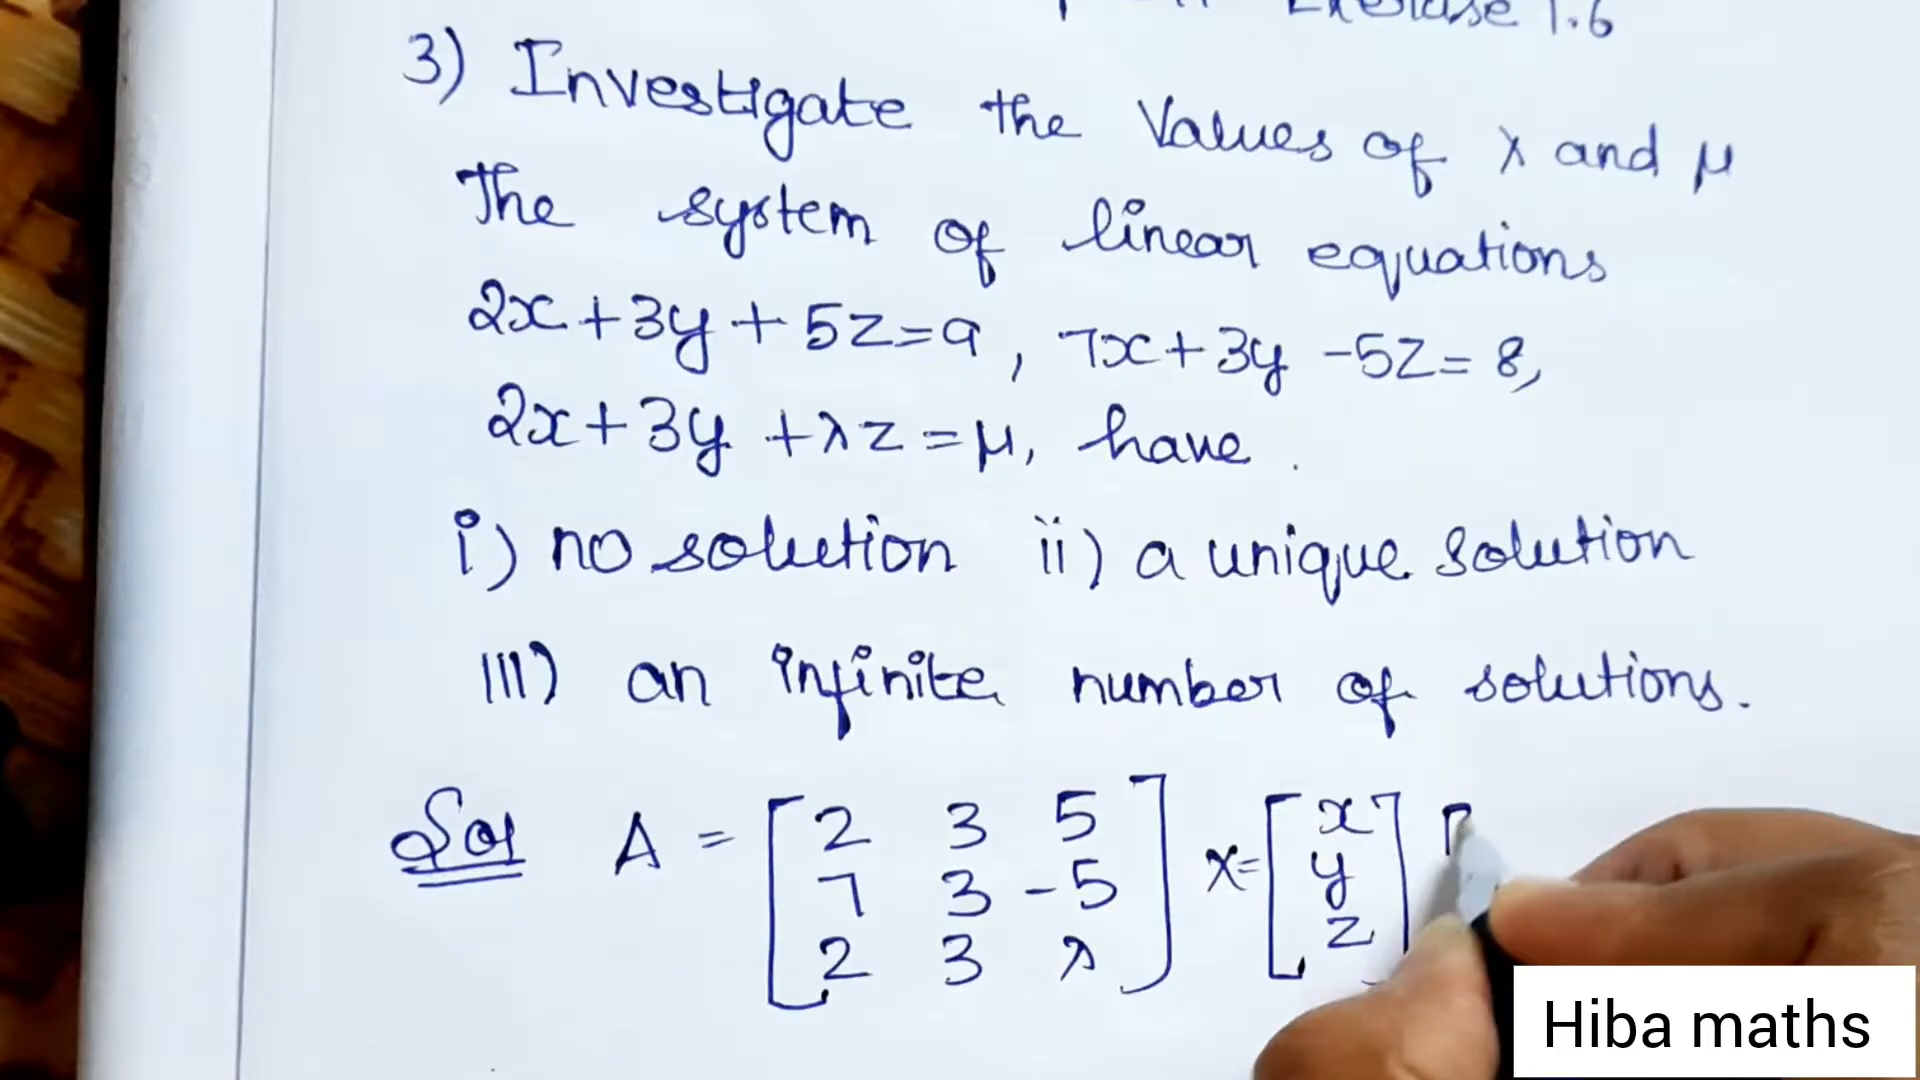 Exercise 1.6
3) Investigate the Values of λ and μ
The system of linear equations
2x+3y+5z=9, 7x+3y-5z=8,
2x+3y+λz=μ, have.
i) no solution ii) a unique solution
iii) an infinite number of solutions.
Sol A = [2 3 5] X=[x]
7 3 -5 y
2 3 λ z
Hiba maths